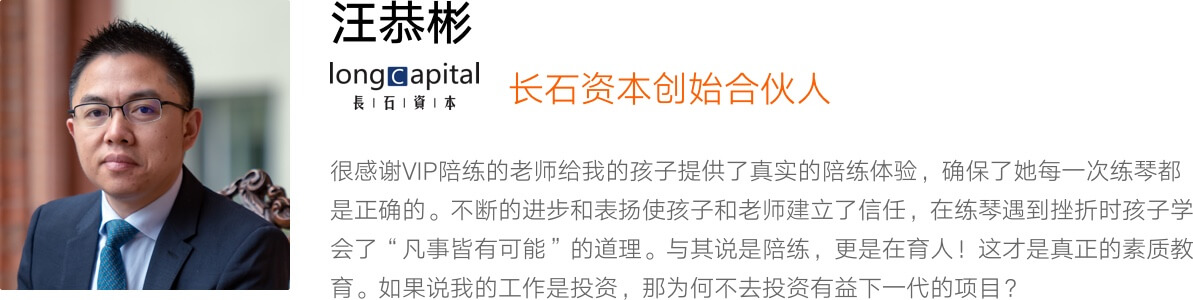 汪恭彬
longcapital
長石資本
长石资本创始合伙人
很感谢VIP陪练的老师给我的孩子提供了真实的陪练体验，确保了她每一次练琴都
是正确的。不断的进步和表扬使孩子和老师建立了信任，在练琴遇到挫折时孩子学
会了“凡事皆有可能”的道理。与其说是陪练，更是在育人！这才是真正的素质教
育。如果说我的工作是投资，那为何不去投资有益下一代的项目？